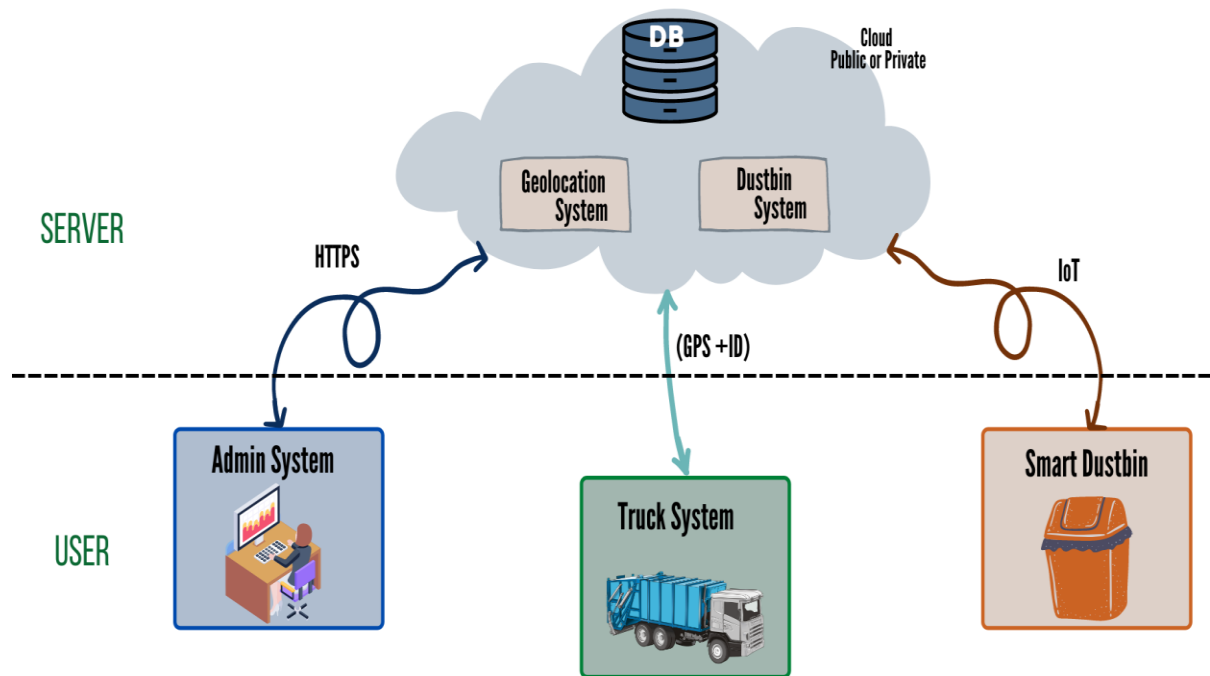 DB
Cloud
Public or Private
Geolocation
System
Dustbin
System
SERVER
HTTPS
IoT
(GPS +ID)
Admin System
Truck System
Smart Dustbin
USER